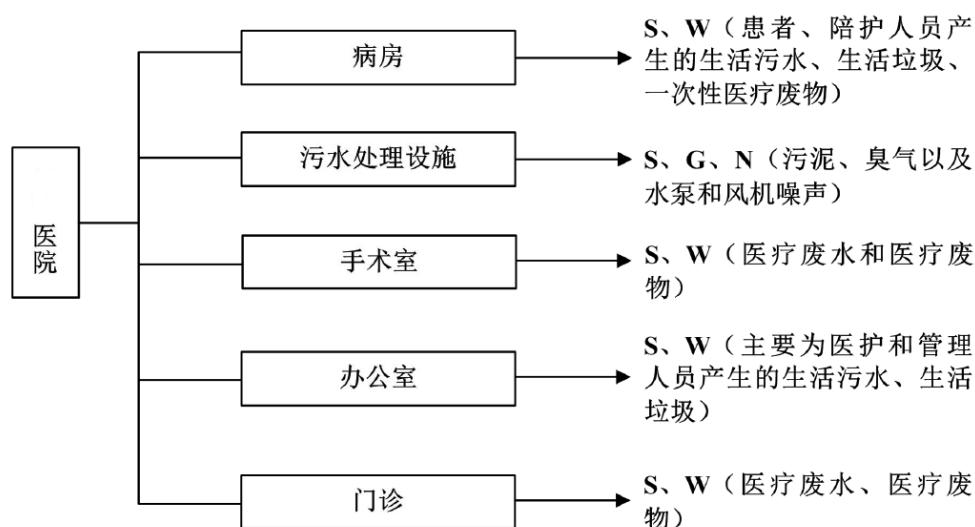 医院
病房
S、W（患者、陪护人员产
生的生活污水、生活垃圾、
一次性医疗废物）
污水处理设施
S、G、N（污泥、臭气以及
水泵和风机噪声）
手术室
S、W（医疗废水和医疗废
物）
办公室
S、W（主要为医护和管理
人员产生的生活污水、生活
垃圾）
门诊
S、W（医疗废水、医疗废
物）